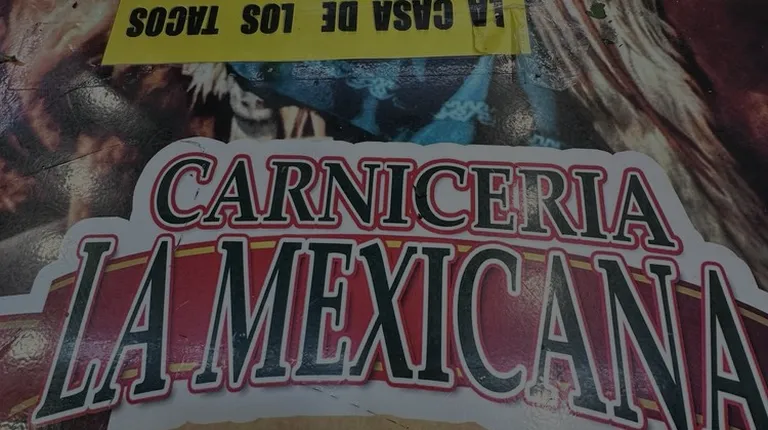 LA CASA DE LOS TACOS
CARNICERIA
LA MEXICANA